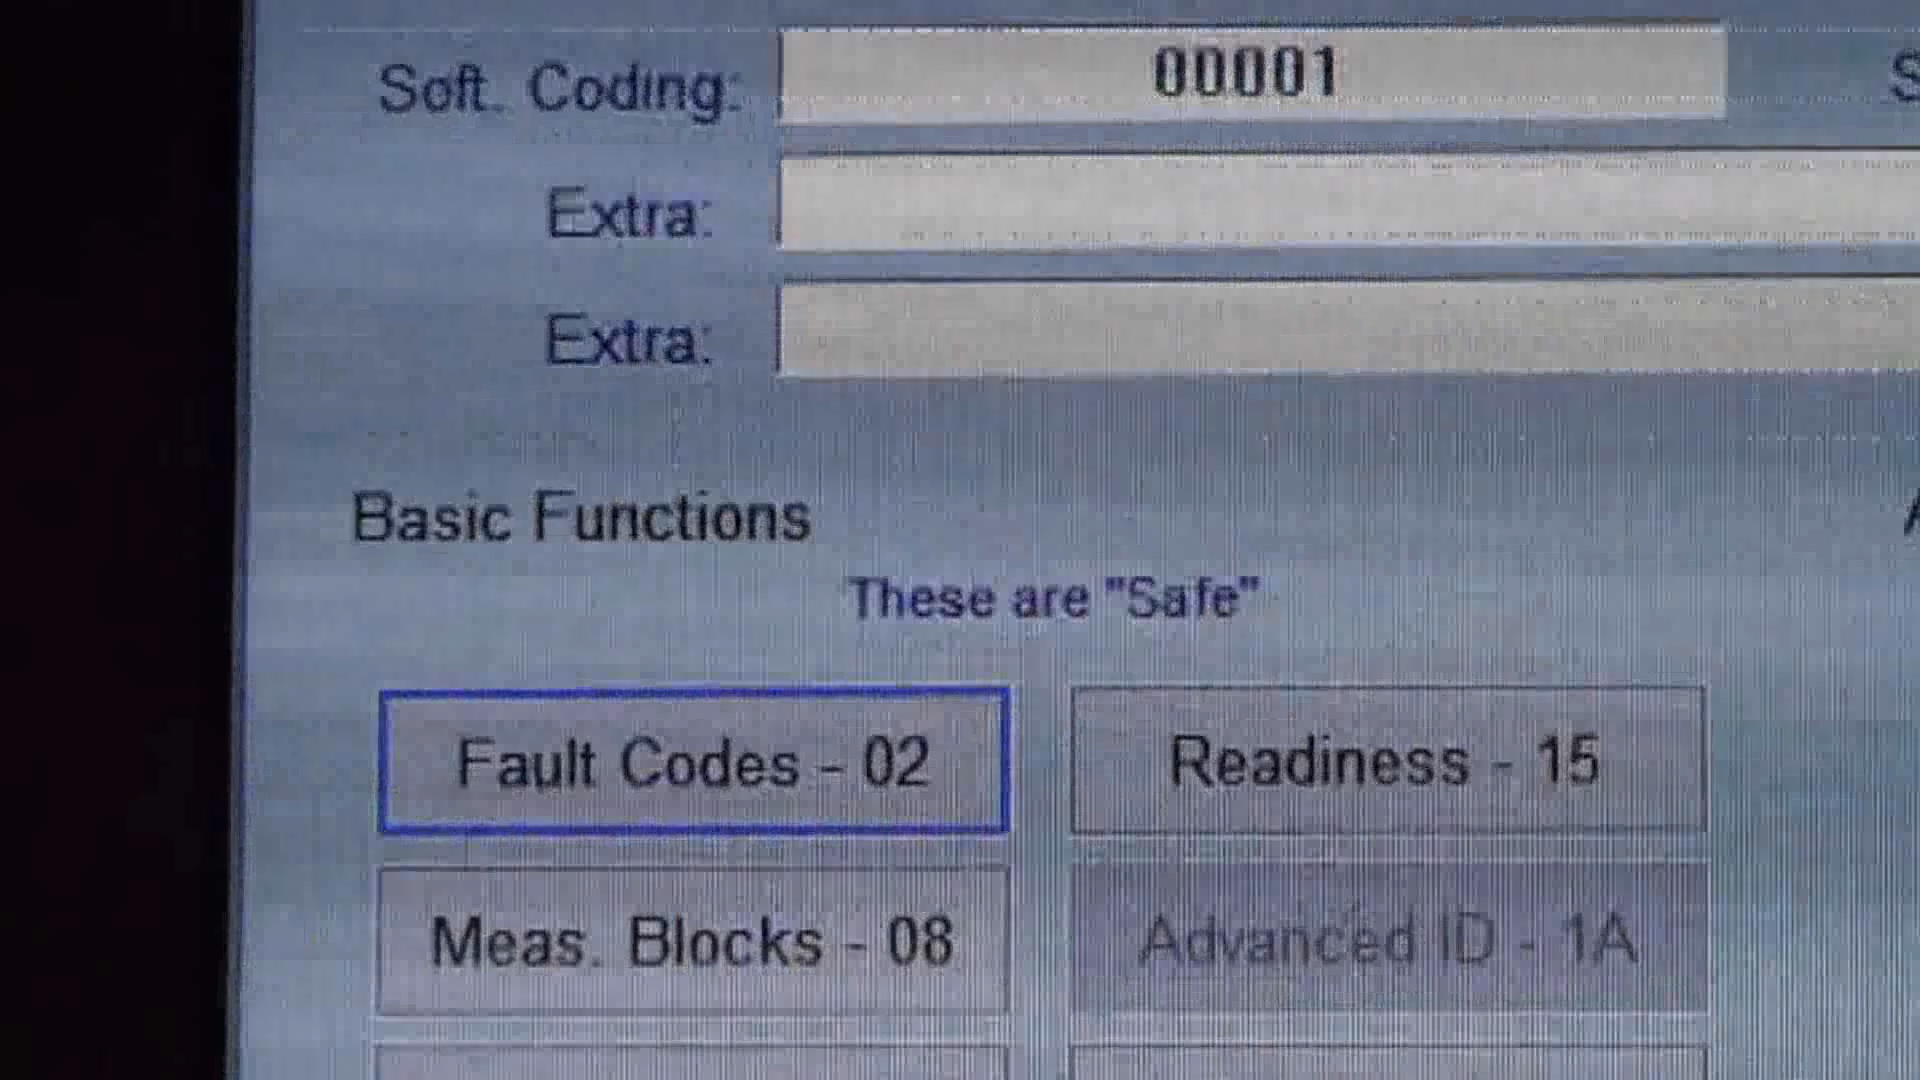 Soft. Coding: 00001 S
Extra:
Extra:
Basic Functions A
These are "Safe"
Fault Codes - 02
Readiness - 15
Meas. Blocks - 08
Advanced ID - 1A